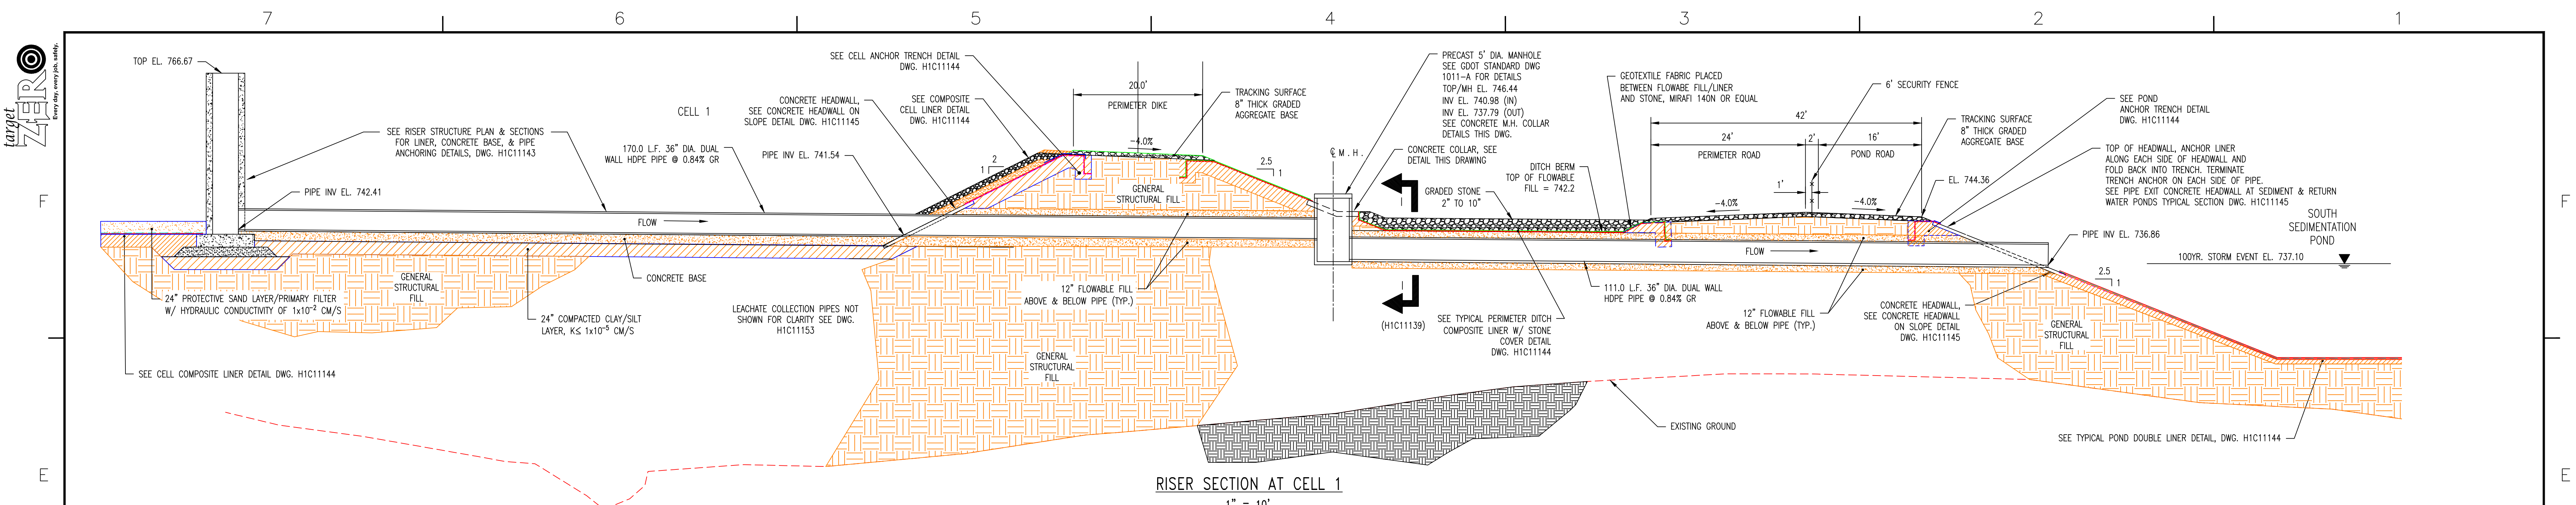 7 6 5 4 3 2 1
target
ZERO
Every day, every job, safely.
TOP EL. 766.67
SEE RISER STRUCTURE PLAN & SECTIONS
FOR LINER, CONCRETE BASE, & PIPE
ANCHORING DETAILS, DWG. H1C11143
PIPE INV EL. 742.41
F
CELL 1
170.0 L.F. 36" DIA. DUAL
WALL HDPE PIPE @ 0.84% GR
FLOW
SEE CELL ANCHOR TRENCH DETAIL
DWG. H1C11144
CONCRETE HEADWALL,
SEE CONCRETE HEADWALL ON
SLOPE DETAIL DWG. H1C11145
SEE COMPOSITE
CELL LINER DETAIL
DWG. H1C11144
PIPE INV EL. 741.54
2
1
20.0'
PERIMETER DIKE
-4.0%
TRACKING SURFACE
8" THICK GRADED
AGGREGATE BASE
2.5
1
GENERAL
STRUCTURAL FILL
PRECAST 5' DIA. MANHOLE
SEE GDOT STANDARD DWG
1011-A FOR DETAILS
TOP/MH EL. 746.44
INV EL. 740.98 (IN)
INV EL. 737.79 (OUT)
SEE CONCRETE M.H. COLLAR
DETAILS THIS DWG.
℄ M.H.
CONCRETE COLLAR, SEE
DETAIL THIS DRAWING
GRADED STONE
2" TO 10"
DITCH BERM
TOP OF FLOWABLE
FILL = 742.2
GEOTEXTILE FABRIC PLACED
BETWEEN FLOWABE FILL/LINER
AND STONE, MIRAFI 140N OR EQUAL
6' SECURITY FENCE
42'
24' 2' 16'
PERIMETER ROAD
POND ROAD
1'
-4.0%
-4.0%
EL. 744.36
TRACKING SURFACE
8" THICK GRADED
AGGREGATE BASE
SEE POND
ANCHOR TRENCH DETAIL
DWG. H1C11144
TOP OF HEADWALL, ANCHOR LINER
ALONG EACH SIDE OF HEADWALL AND
FOLD BACK INTO TRENCH. TERMINATE
TRENCH ANCHOR ON EACH SIDE OF PIPE.
SEE PIPE EXIT CONCRETE HEADWALL AT SEDIMENT & RETURN
WATER PONDS TYPICAL SECTION DWG. H1C11145
SOUTH
SEDIMENTATION
POND
PIPE INV EL. 736.86
100YR. STORM EVENT EL. 737.10
F
FLOW
2.5
1
24" PROTECTIVE SAND LAYER/PRIMARY FILTER
W/ HYDRAULIC CONDUCTIVITY OF 1x10⁻² CM/S
GENERAL
STRUCTURAL
FILL
CONCRETE BASE
24" COMPACTED CLAY/SILT
LAYER, K≤ 1x10⁻⁵ CM/S
LEACHATE COLLECTION PIPES NOT
SHOWN FOR CLARITY SEE DWG.
H1C11153
12" FLOWABLE FILL
ABOVE & BELOW PIPE (TYP.)
GENERAL
STRUCTURAL
FILL
(H1C11139)
SEE TYPICAL PERIMETER DITCH
COMPOSITE LINER W/ STONE
COVER DETAIL
DWG. H1C11144
111.0 L.F. 36" DIA. DUAL WALL
HDPE PIPE @ 0.84% GR
12" FLOWABLE FILL
ABOVE & BELOW PIPE (TYP.)
CONCRETE HEADWALL,
SEE CONCRETE HEADWALL
ON SLOPE DETAIL
DWG. H1C11145
GENERAL
STRUCTURAL
FILL
SEE CELL COMPOSITE LINER DETAIL DWG. H1C11144
EXISTING GROUND
SEE TYPICAL POND DOUBLE LINER DETAIL, DWG. H1C11144
E
E
RISER SECTION AT CELL 1
1" = 10'